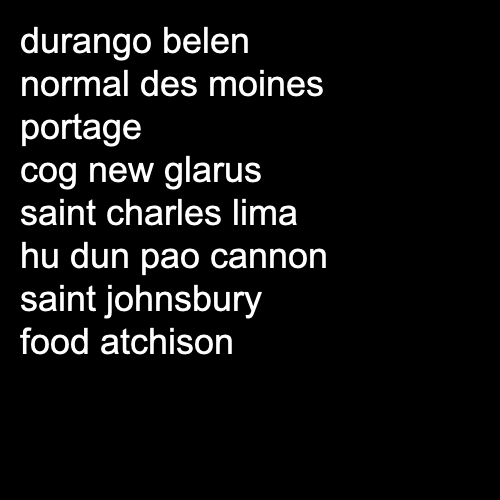 durango belen
normal des moines
portage
cog new glarus
saint charles lima
hu dun pao cannon
saint johnsbury
food atchison